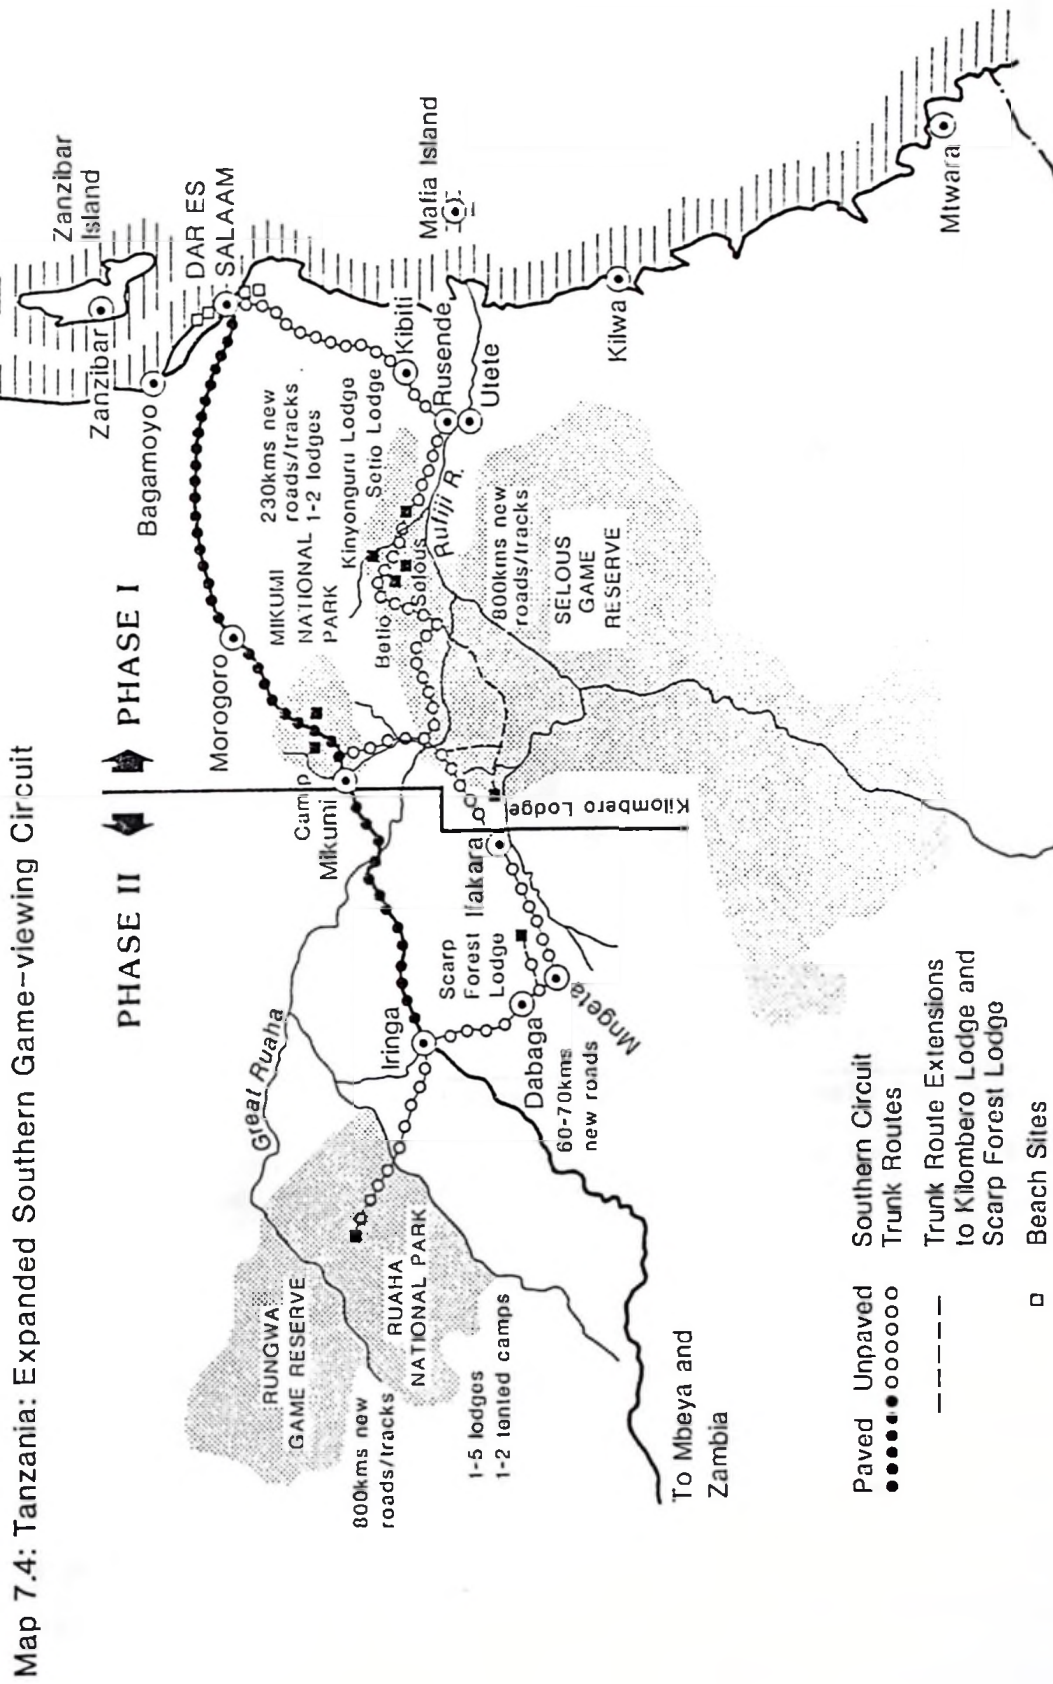 Map 7.4: Tanzania: Expanded Southern Game-viewing Circuit
PHASE II
PHASE I
Zanzibar
Island
Zanzibar
Bagamoyo
DAR ES
SALAAM
Morogoro
230kms new
roads/tracks
1-2 lodges
MIKUMI
NATIONAL
PARK
Kinyonguru Lodge
Setio Lodge
Mafia Island
Kibiti
Rusende
Utete
Camp
Mikumi
Betio
Selous
Rufiji R.
800kms new
roads/tracks
SELOUS
GAME
RESERVE
Kilwa
Mtwara
Great Ruaha
Iringa
Scarp
Forest
Lodge
Ifakara
Kilombero Lodge
Dabaga
Mngeta
60-70kms
new roads
RUNGWA
GAME RESERVE
RUAHA
NATIONAL PARK
800kms new
roads/tracks
1-5 lodges
1-2 tented camps
To Mbeya and
Zambia
Paved Unpaved
Southern Circuit
Trunk Routes
Trunk Route Extensions
to Kilombero Lodge and
Scarp Forest Lodge
Beach Sites